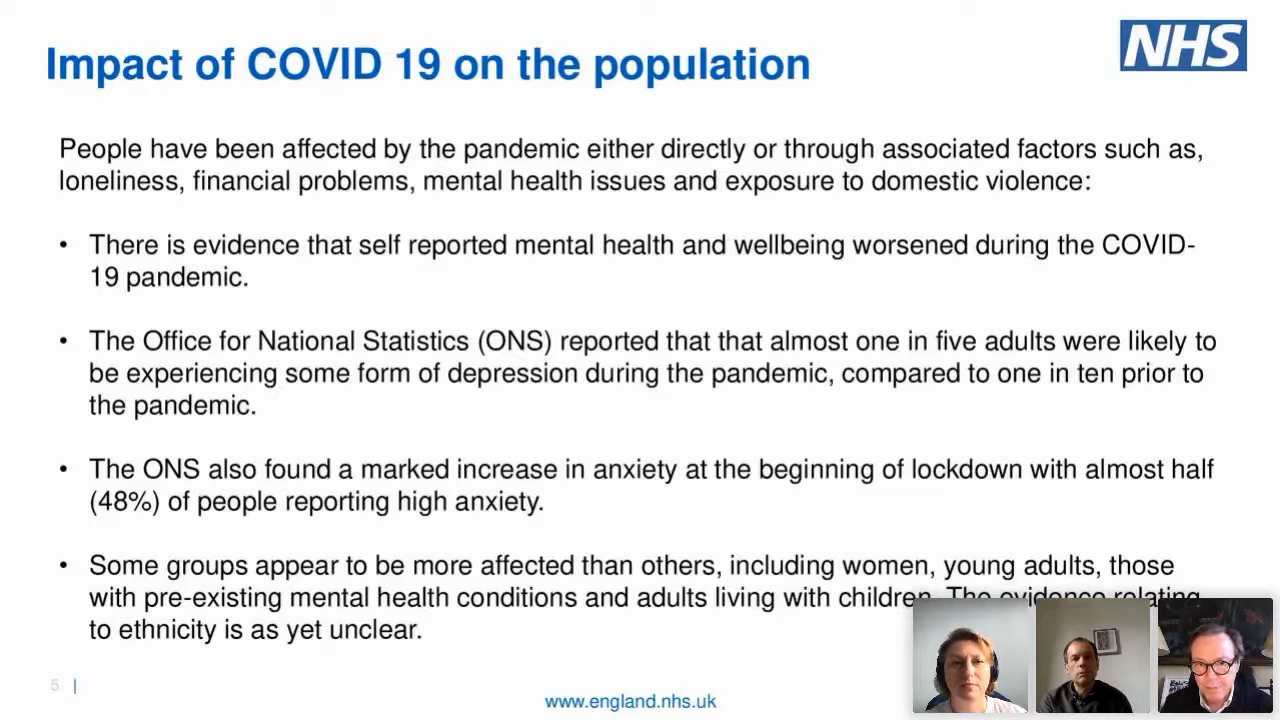 Impact of COVID 19 on the population
NHS
People have been affected by the pandemic either directly or through associated factors such as,
loneliness, financial problems, mental health issues and exposure to domestic violence:
• There is evidence that self reported mental health and wellbeing worsened during the COVID-
19 pandemic.
• The Office for National Statistics (ONS) reported that that almost one in five adults were likely to
be experiencing some form of depression during the pandemic, compared to one in ten prior to
the pandemic.
• The ONS also found a marked increase in anxiety at the beginning of lockdown with almost half
(48%) of people reporting high anxiety.
• Some groups appear to be more affected than others, including women, young adults, those
with pre-existing mental health conditions and adults living with children. The evidence relating
to ethnicity is as yet unclear.
5 |
www.england.nhs.uk